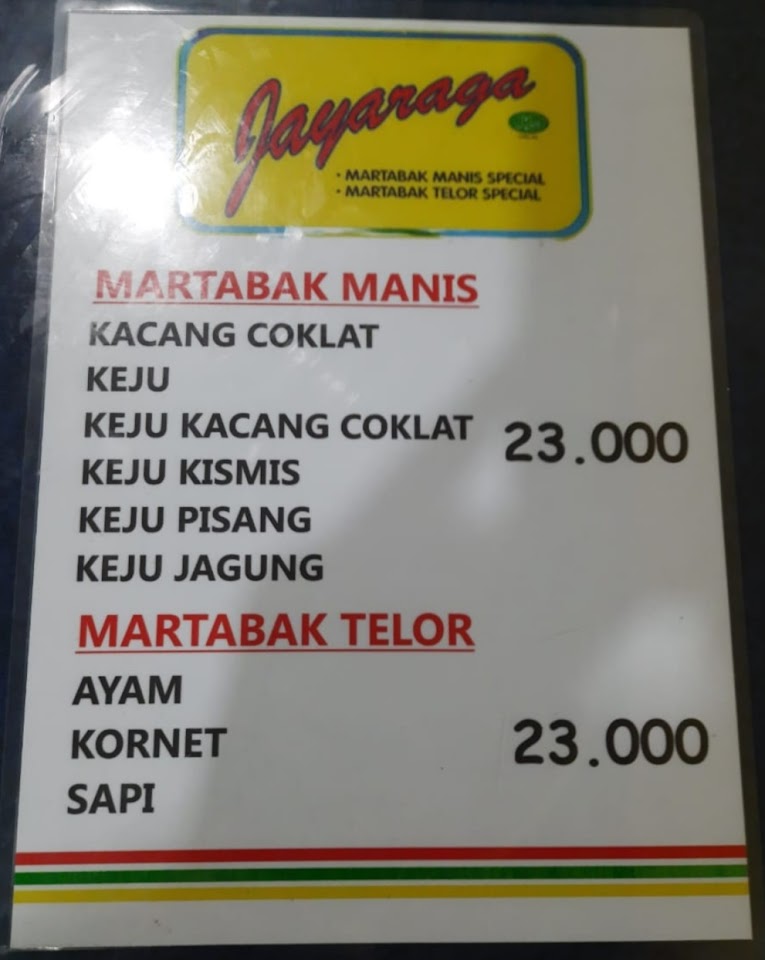 Jayaraga
• MARTABAK MANIS SPECIAL
• MARTABAK TELOR SPECIAL
MARTABAK MANIS
KACANG COKLAT
KEJU
KEJU KACANG COKLAT 23.000
KEJU KISMIS
KEJU PISANG
KEJU JAGUNG
MARTABAK TELOR
AYAM
KORNET 23.000
SAPI